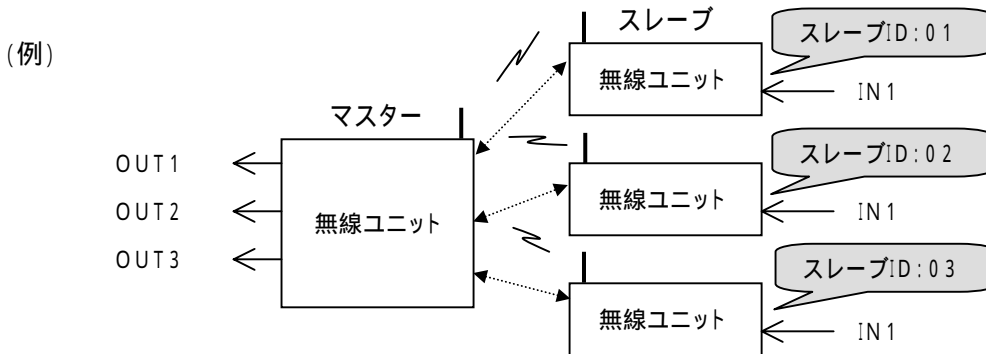 (例)
スレーブ
スレーブID:01
無線ユニット
IN1
マスター
OUT1
OUT2
OUT3
無線ユニット
スレーブID:02
無線ユニット
IN1
スレーブID:03
無線ユニット
IN1